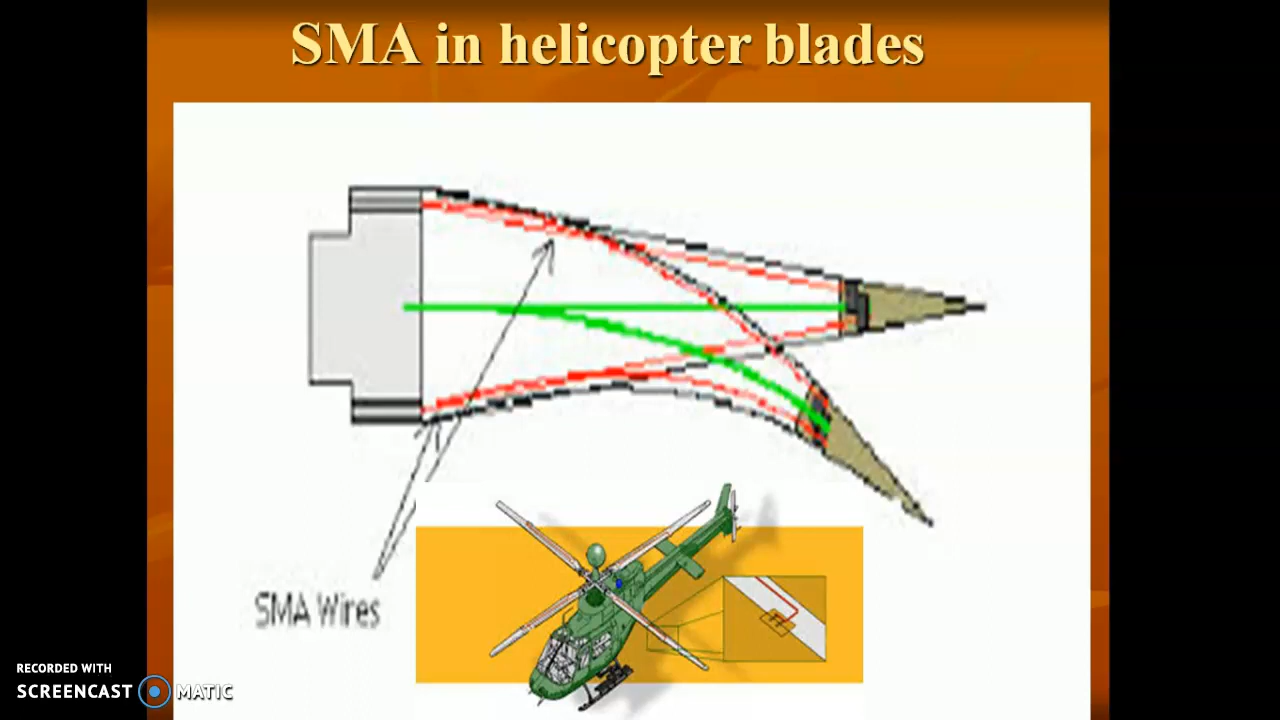 SMA in helicopter blades
SMA Wires
RECORDED WITH
SCREENCAST MATIC